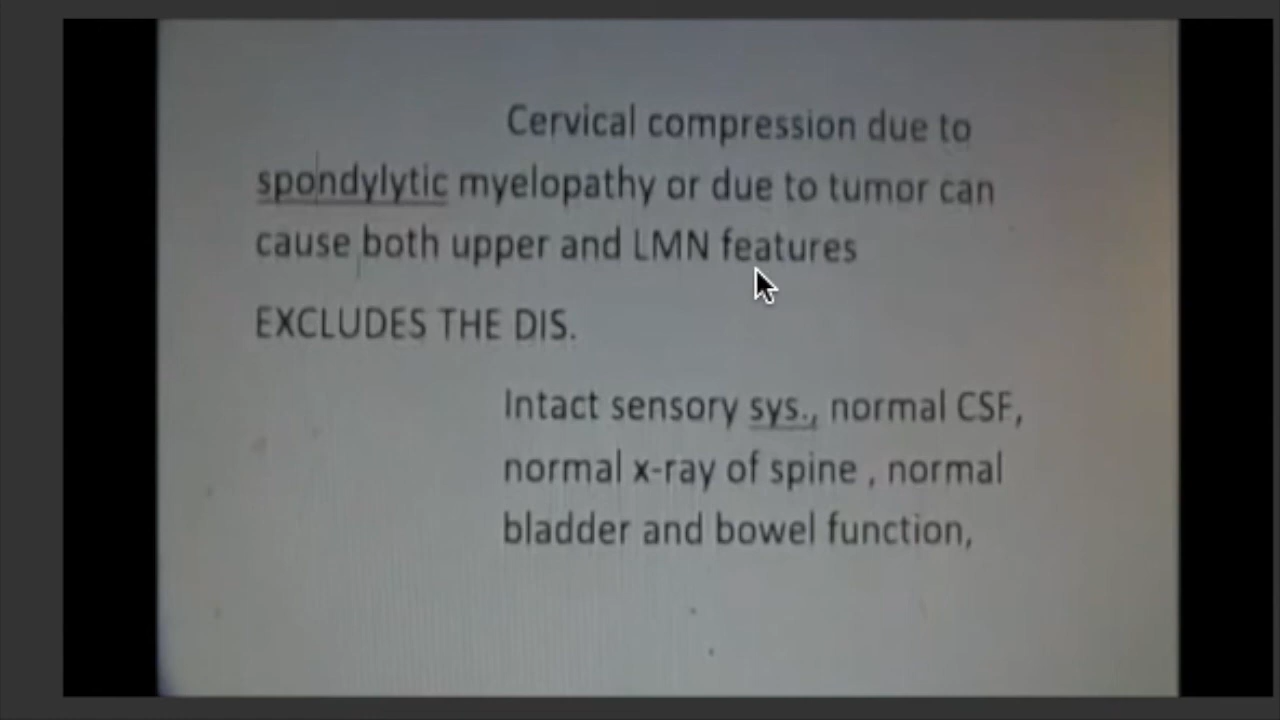 Cervical compression due to
spondylytic myelopathy or due to tumor can
cause both upper and LMN features
EXCLUDES THE DIS.
Intact sensory sys., normal CSF,
normal x-ray of spine , normal
bladder and bowel function,